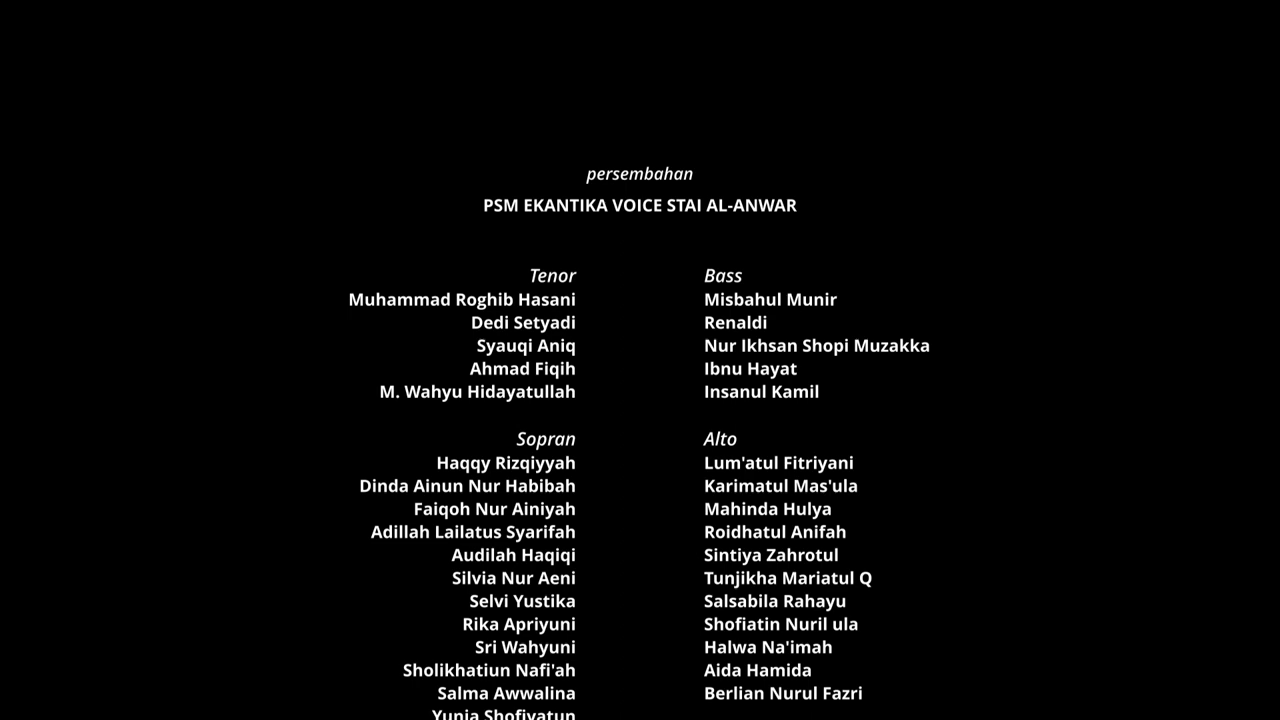 persembahan
PSM EKANTIKA VOICE STAI AL-ANWAR
Tenor
Muhammad Roghib Hasani
Dedi Setyadi
Syauqi Aniq
Ahmad Fiqih
M. Wahyu Hidayatullah
Bass
Misbahul Munir
Renaldi
Nur Ikhsan Shopi Muzakka
Ibnu Hayat
Insanul Kamil
Sopran
Haqqy Rizqiyyah
Dinda Ainun Nur Habibah
Faiqoh Nur Ainiyah
Adillah Lailatus Syarifah
Audilah Haqiqi
Silvia Nur Aeni
Selvi Yustika
Rika Apriyuni
Sri Wahyuni
Sholikhatiun Nafi'ah
Salma Awwalina
Yunia Shofiyatun
Alto
Lum'atul Fitriyani
Karimatul Mas'ula
Mahinda Hulya
Roidhatul Anifah
Sintiya Zahrotul
Tunjikha Mariatul Q
Salsabila Rahayu
Shofiatin Nuril ula
Halwa Na'imah
Aida Hamida
Berlian Nurul Fazri